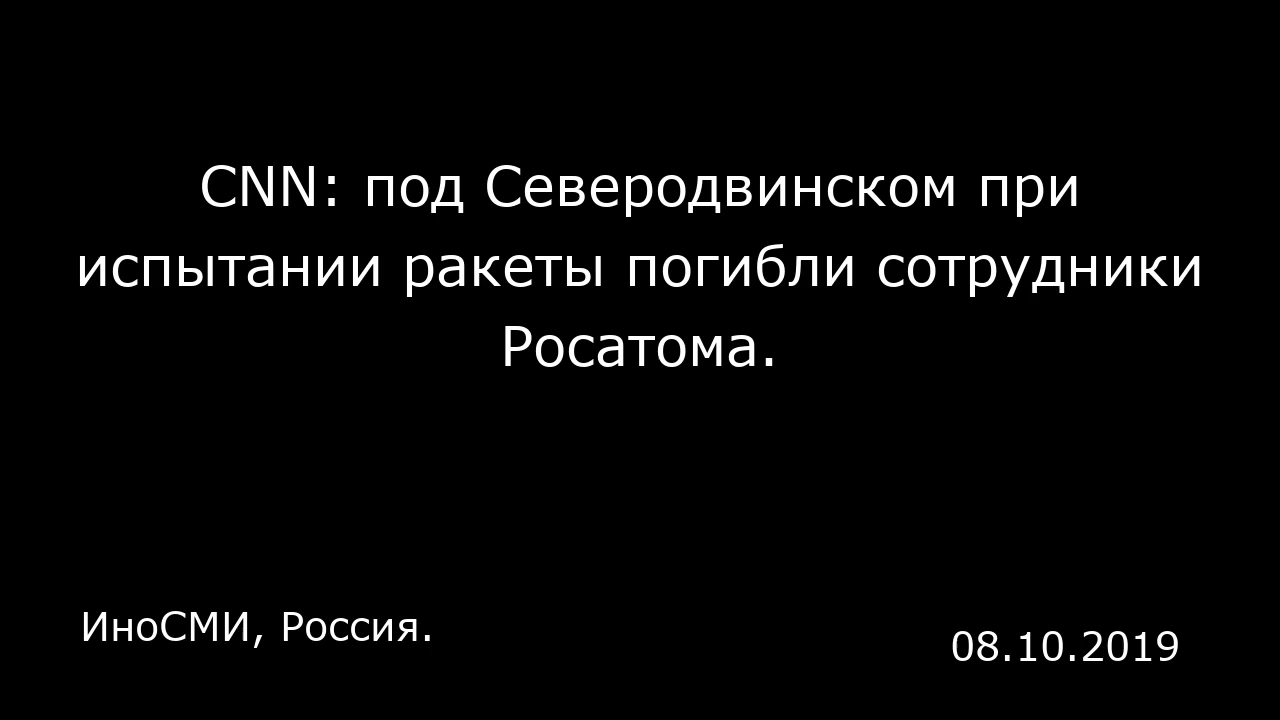 CNN: под Северодвинском при
испытании ракеты погибли сотрудники
Росатома.
ИноСМИ, Россия.
08.10.2019